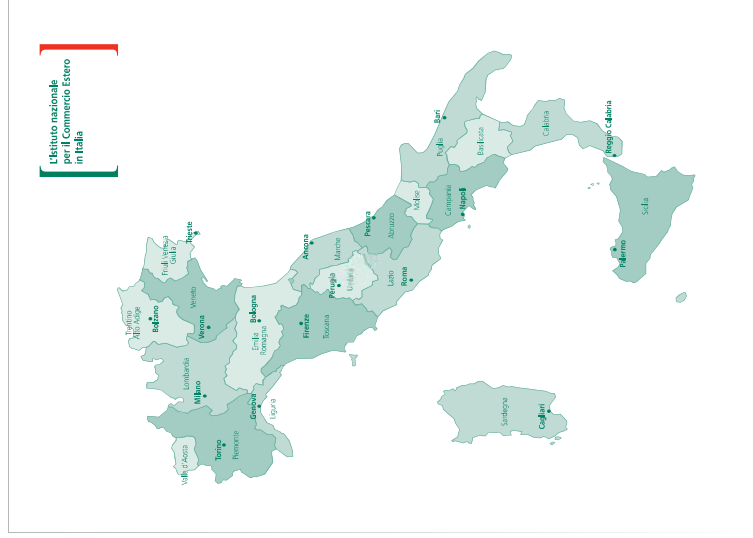 L'Istituto nazionale
per il Commercio Estero
in Italia
Valle d'Aosta
Torino
Piemonte
Milano
Lombardia
Genova
Liguria
Trentino
Alto Adige
Bolzano
Verona
Veneto
Friuli Venezia
Giulia
Trieste
Bologna
Emilia
Romagna
Firenze
Toscana
Ancona
Marche
Perugia
Umbria
Pescara
Abruzzo
Lazio
Roma
Molise
Campania
Napoli
Bari
Puglia
Basilicata
Calabria
Reggio Calabria
Palermo
Sicilia
Sardegna
Cagliari